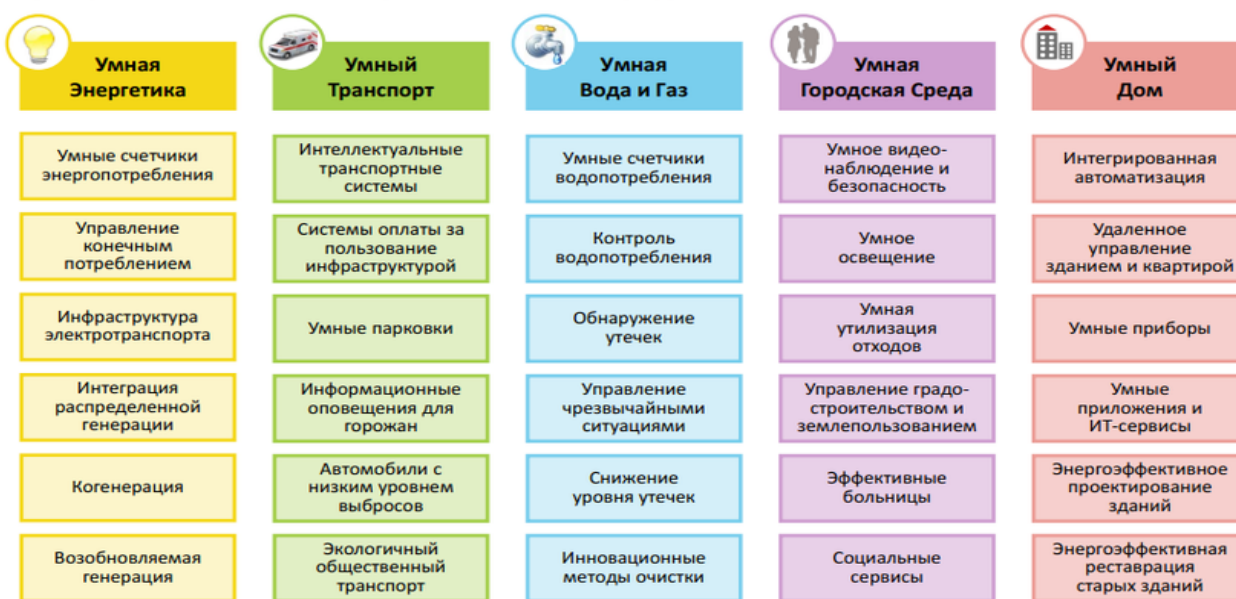 Умная
Энергетика
Умный
Транспорт
Умная
Вода и Газ
Умная
Городская Среда
Умный
Дом
Умные счетчики
энергопотребления
Интеллектуальные
транспортные
системы
Умные счетчики
водопотребления
Умное видео-
наблюдение и
безопасность
Интегрированная
автоматизация
Управление
конечным
потреблением
Системы оплаты за
пользование
инфраструктурой
Контроль
водопотребления
Умное
освещение
Удаленное
управление
зданием и квартирой
Инфраструктура
электротранспорта
Умные парковки
Обнаружение
утечек
Умная
утилизация
отходов
Умные приборы
Интеграция
распределенной
генерации
Информационные
оповещения для
горожан
Управление
чрезвычайными
ситуациями
Управление градо-
строительством и
землепользованием
Умные
приложения и
ИТ-сервисы
Когенерация
Автомобили с
низким уровнем
выбросов
Снижение
уровня утечек
Эффективные
больницы
Энергоэффективное
проектирование
зданий
Возобновляемая
генерация
Экологичный
общественный
транспорт
Инновационные
методы очистки
Социальные
сервисы
Энергоэффективная
реставрация
старых зданий